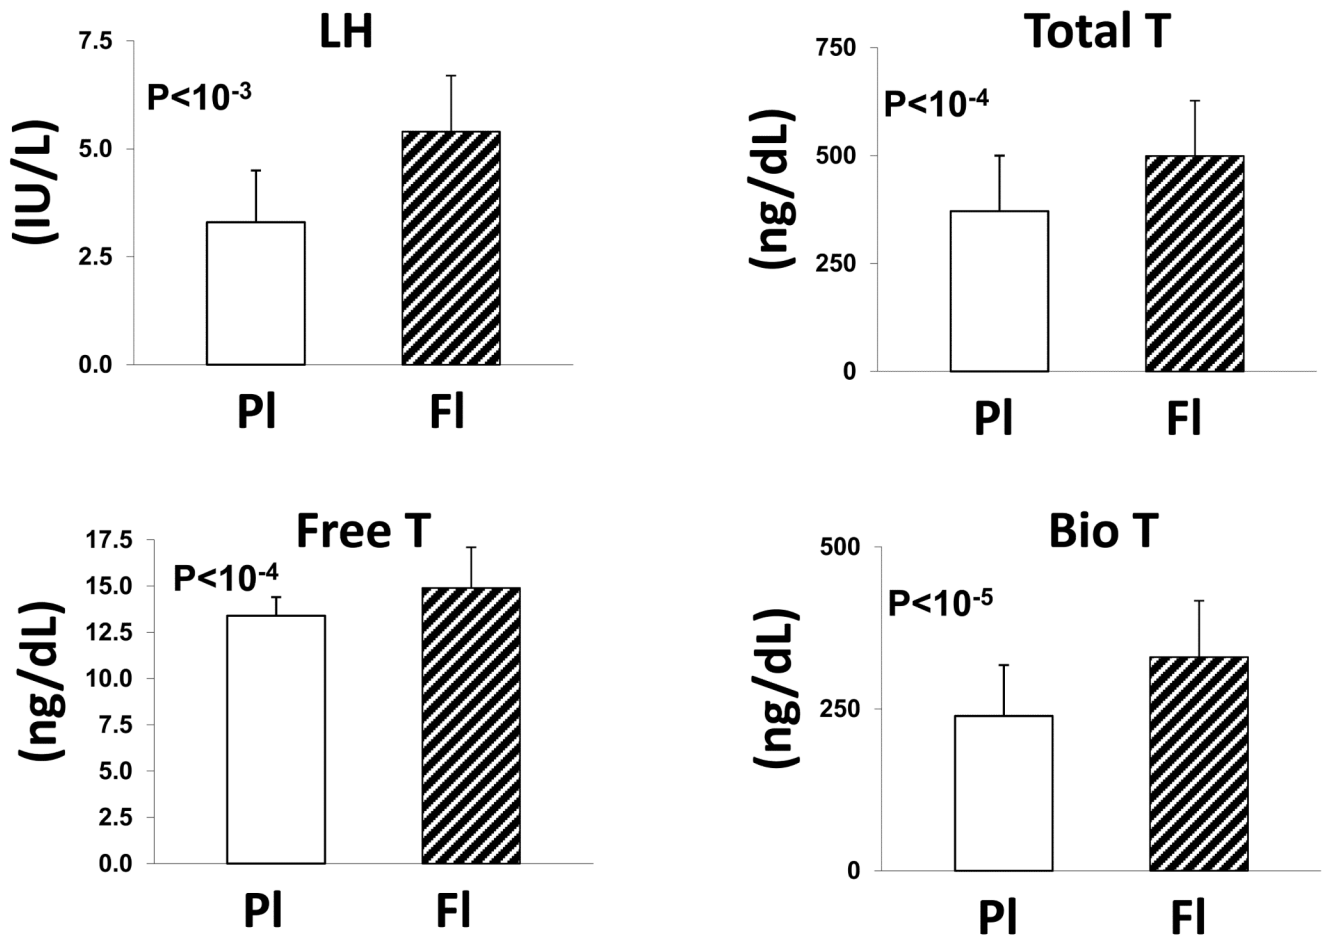 LH
7.5
5.0
2.5
0.0
(IU/L)
P<10-3
Pl Fl
Total T
750
500
250
0
(ng/dL)
P<10-4
Pl Fl
Free T
17.5
15.0
12.5
10.0
7.5
5.0
2.5
0.0
(ng/dL)
P<10-4
Pl Fl
Bio T
500
250
0
(ng/dL)
P<10-5
Pl Fl